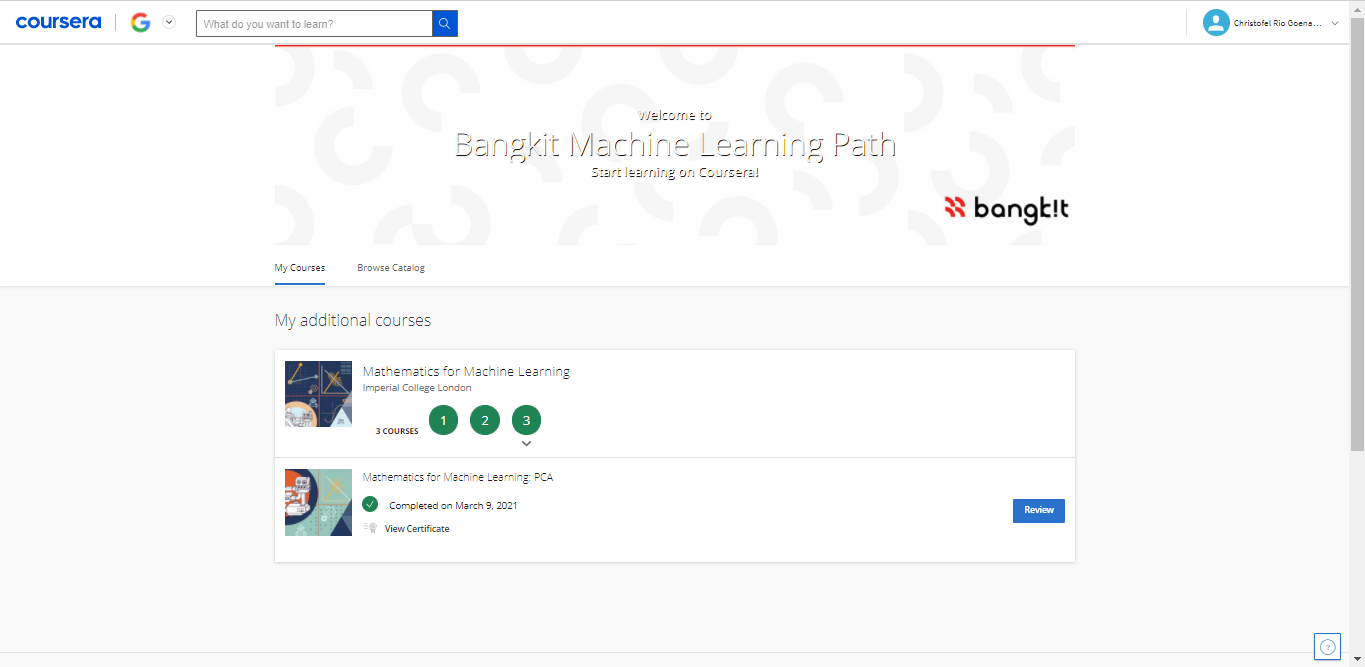 coursera
What do you want to learn?
Christofel Rio Goena...
Welcome to
Bangkit Machine Learning Path
Start learning on Coursera!
bangk!t
My Courses
Browse Catalog
My additional courses
Mathematics for Machine Learning
Imperial College London
3 COURSES
1
2
3
Mathematics for Machine Learning: PCA
Completed on March 9, 2021
View Certificate
Review
?